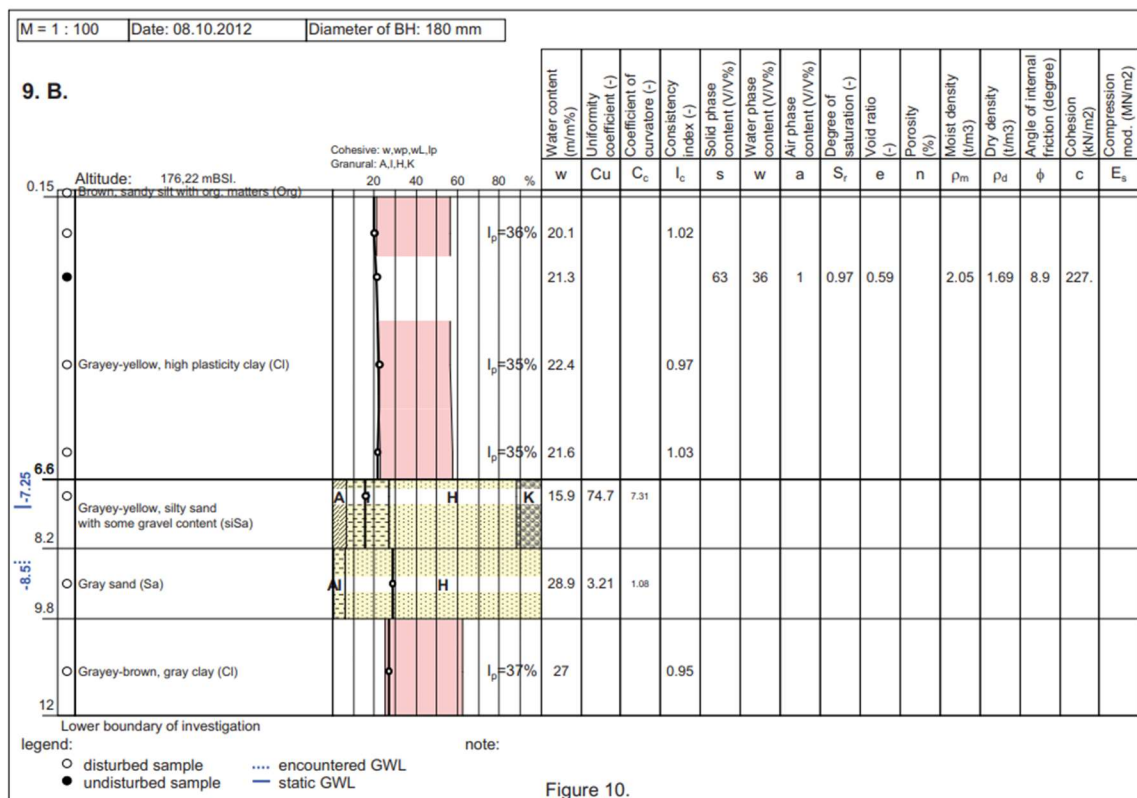 M = 1 : 100 Date: 08.10.2012 Diameter of BH: 180 mm
9. B.
Cohesive: w,wp,wL,Ip
Granural: A,I,H,K
Altitude: 176,22 mBSI.
20 40 60 80 %
Water content (m/m%)
Uniformity coefficient (-)
Coefficient of curvatore (-)
Consistency index (-)
Solid phase content (V/V%)
Water phase content (V/V%)
Air phase content (V/V%)
Degree of saturation (-)
Void ratio (-)
Porosity (%)
Moist density (t/m3)
Dry density (t/m3)
Angle of internal friction (degree)
Cohesion (kN/m2)
Compression mod. (MN/m2)
w Cu Cc Ic s w a Sr e n ρm ρd ϕ c Es
0.15 Brown, sandy silt with org. matters (Org)
Ip=36% 20.1 1.02
21.3 63 36 1 0.97 0.59 2.05 1.69 8.9 227.
Grayey-yellow, high plasticity clay (Cl) Ip=35% 22.4 0.97
Ip=35% 21.6 1.03
6.6
-7.25
Grayey-yellow, silty sand A H K 15.9 74.7 7.31
with some gravel content (siSa)
8.2
-8.5
Gray sand (Sa) AI H 28.9 3.21 1.08
9.8
Grayey-brown, gray clay (Cl) Ip=37% 27 0.95
12
Lower boundary of investigation
legend: note:
disturbed sample encountered GWL
undisturbed sample static GWL
Figure 10.